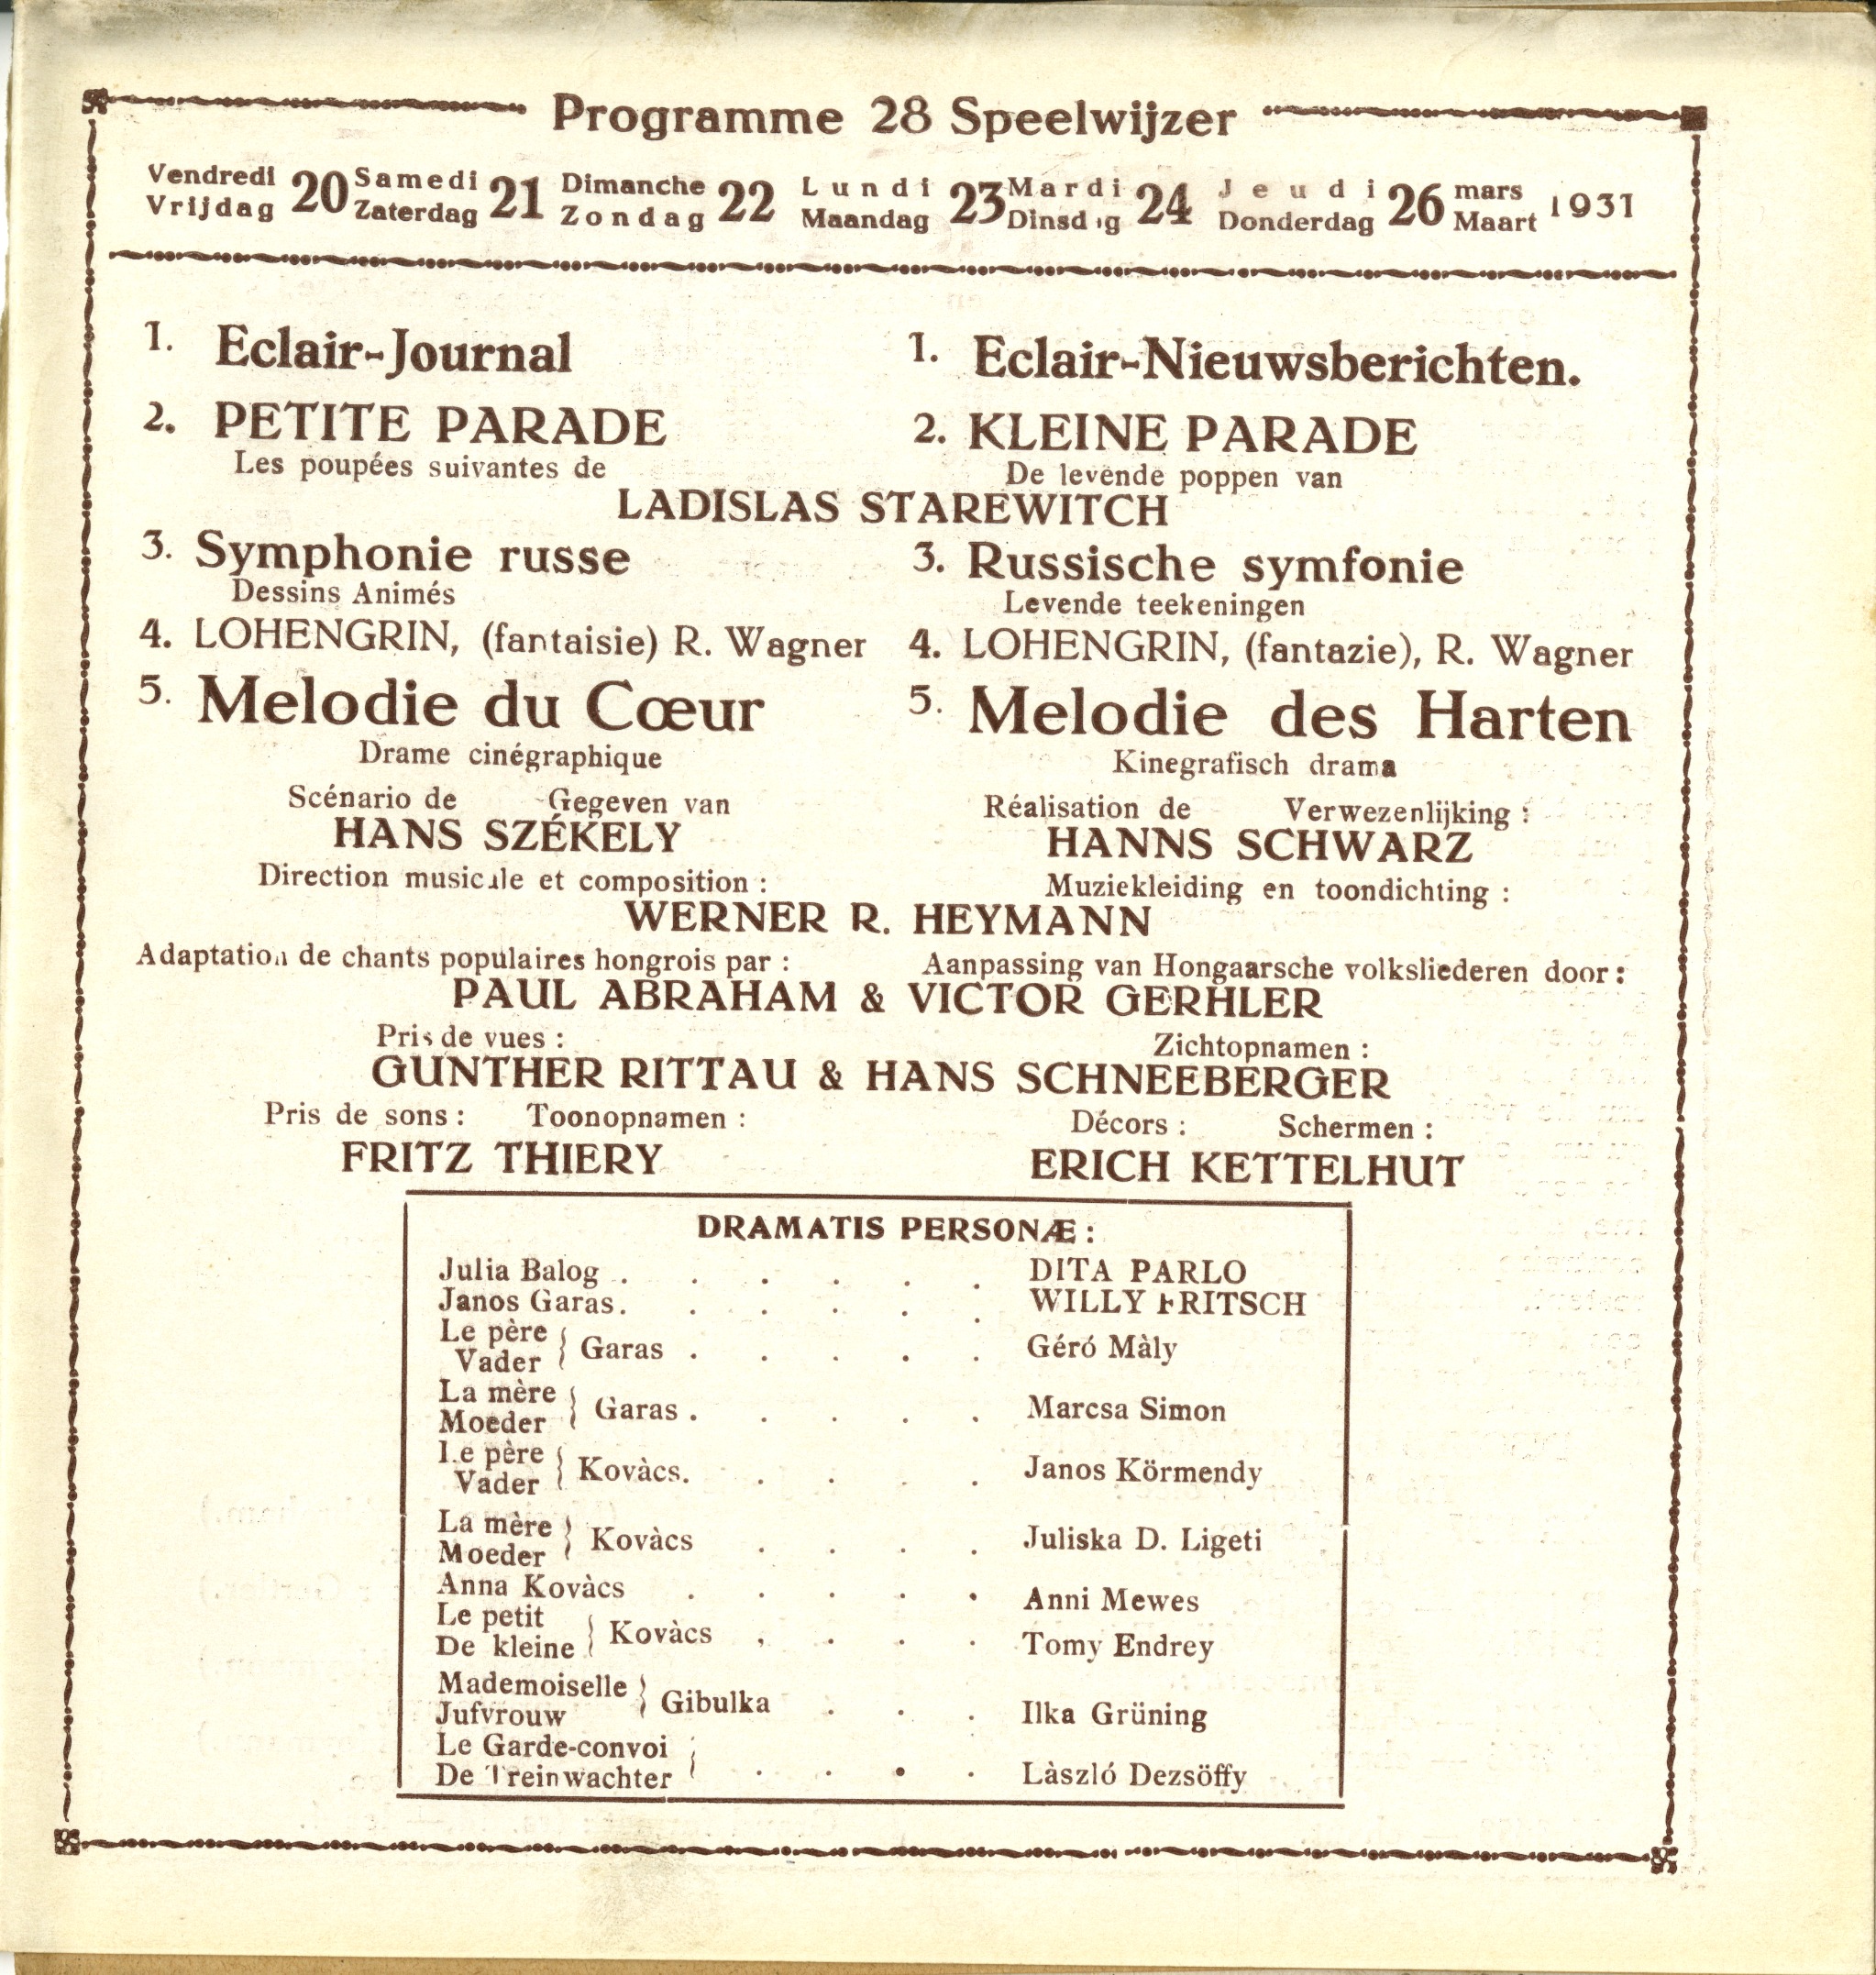 Programme 28 Speelwijzer
Vendredi 20 Samedi 21 Dimanche 22 Lundi 23 Mardi 24 Jeudi 26 mars 1931
Vrijdag Zaterdag Zondag Maandag Dinsdag Donderdag Maart
1. Eclair-Journal
1. Eclair-Nieuwsberichten.
2. PETITE PARADE
2. KLEINE PARADE
Les poupées suivantes de
De levende poppen van
LADISLAS STAREWITCH
3. Symphonie russe
3. Russische symfonie
Dessins Animés
Levende teekeningen
4. LOHENGRIN, (fantaisie) R. Wagner
4. LOHENGRIN, (fantazie), R. Wagner
5. Melodie du Cœur
5. Melodie des Harten
Drame cinégraphique
Kinegrafisch drama
Scénario de Gegeven van
Réalisation de Verwezenlijking :
HANS SZÉKELY
HANNS SCHWARZ
Direction musicale et composition :
Muziekleiding en toondichting :
WERNER R. HEYMANN
Adaptation de chants populaires hongrois par :
Aanpassing van Hongaarsche volksliederen door :
PAUL ABRAHAM & VICTOR GERHLER
Pris de vues :
Zichtopnamen :
GUNTHER RITTAU & HANS SCHNEEBERGER
Pris de sons : Toonopnamen :
Décors : Schermen :
FRITZ THIERY
ERICH KETTELHUT
DRAMATIS PERSONÆ :
Julia Balog . . . . . . DITA PARLO
Janos Garas . . . . . . WILLY FRITSCH
Le père
Vader } Garas . . . . . Géró Màly
La mère
Moeder } Garas . . . . . Marcsa Simon
Le père
Vader } Kovàcs. . . . . Janos Körmendy
La mère
Moeder } Kovàcs . . . . Juliska D. Ligeti
Anna Kovàcs . . . . . Anni Mewes
Le petit
De kleine } Kovàcs . . . . Tomy Endrey
Mademoiselle
Jufvrouw } Gibulka . . . Ilka Grüning
Le Garde-convoi
De Treinwachter } . . . . Làszló Dezsöffy